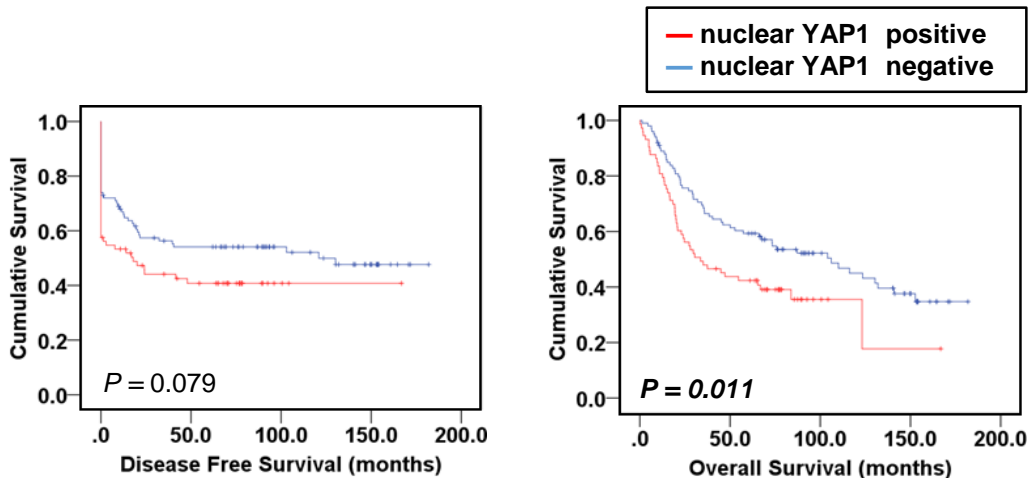 nuclear YAP1 positive
nuclear YAP1 negative
Cumulative Survival
1.0
0.8
0.6
0.4
0.2
0.0
P = 0.079
.0 50.0 100.0 150.0 200.0
Disease Free Survival (months)
Cumulative Survival
1.0
0.8
0.6
0.4
0.2
0.0
P = 0.011
.0 50.0 100.0 150.0 200.0
Overall Survival (months)